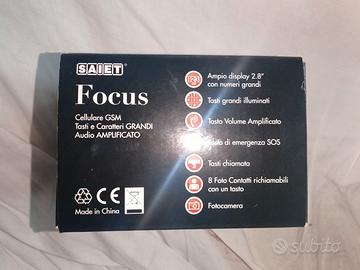 SAIET
Focus
Cellulare GSM
Tasti e Caratteri GRANDI
Audio AMPLIFICATO
Made in China
Ampio display 2.8"
con numeri grandi
Tasti grandi illuminati
Tasto Volume Amplificato
Tasto di emergenza SOS
Tasti chiamata
8 Foto Contatti richiamabili
con un tasto
Fotocamera
subito